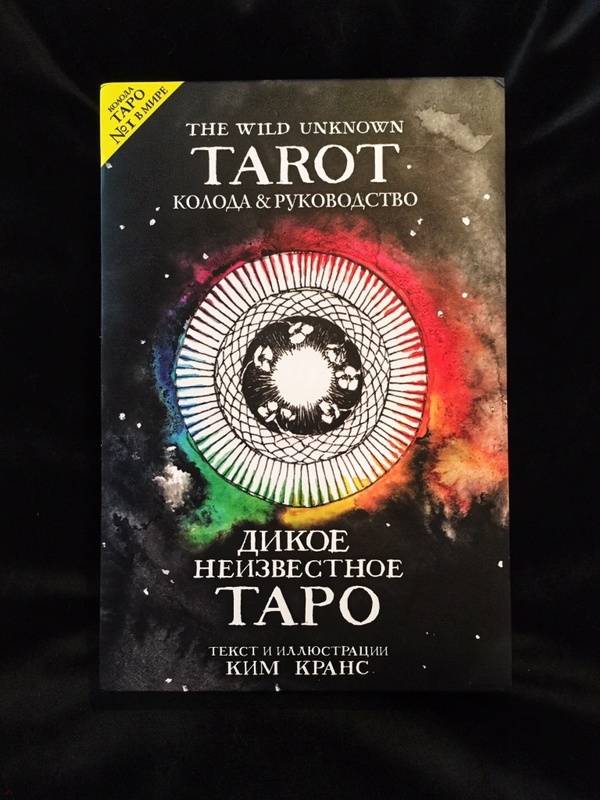 КОЛОДА
ТАРО
№1 В МИРЕ
THE WILD UNKNOWN
TAROT
КОЛОДА & РУКОВОДСТВО
ДИКОЕ
НЕИЗВЕСТНОЕ
ТАРО
ТЕКСТ И ИЛЛЮСТРАЦИИ
КИМ КРАНС